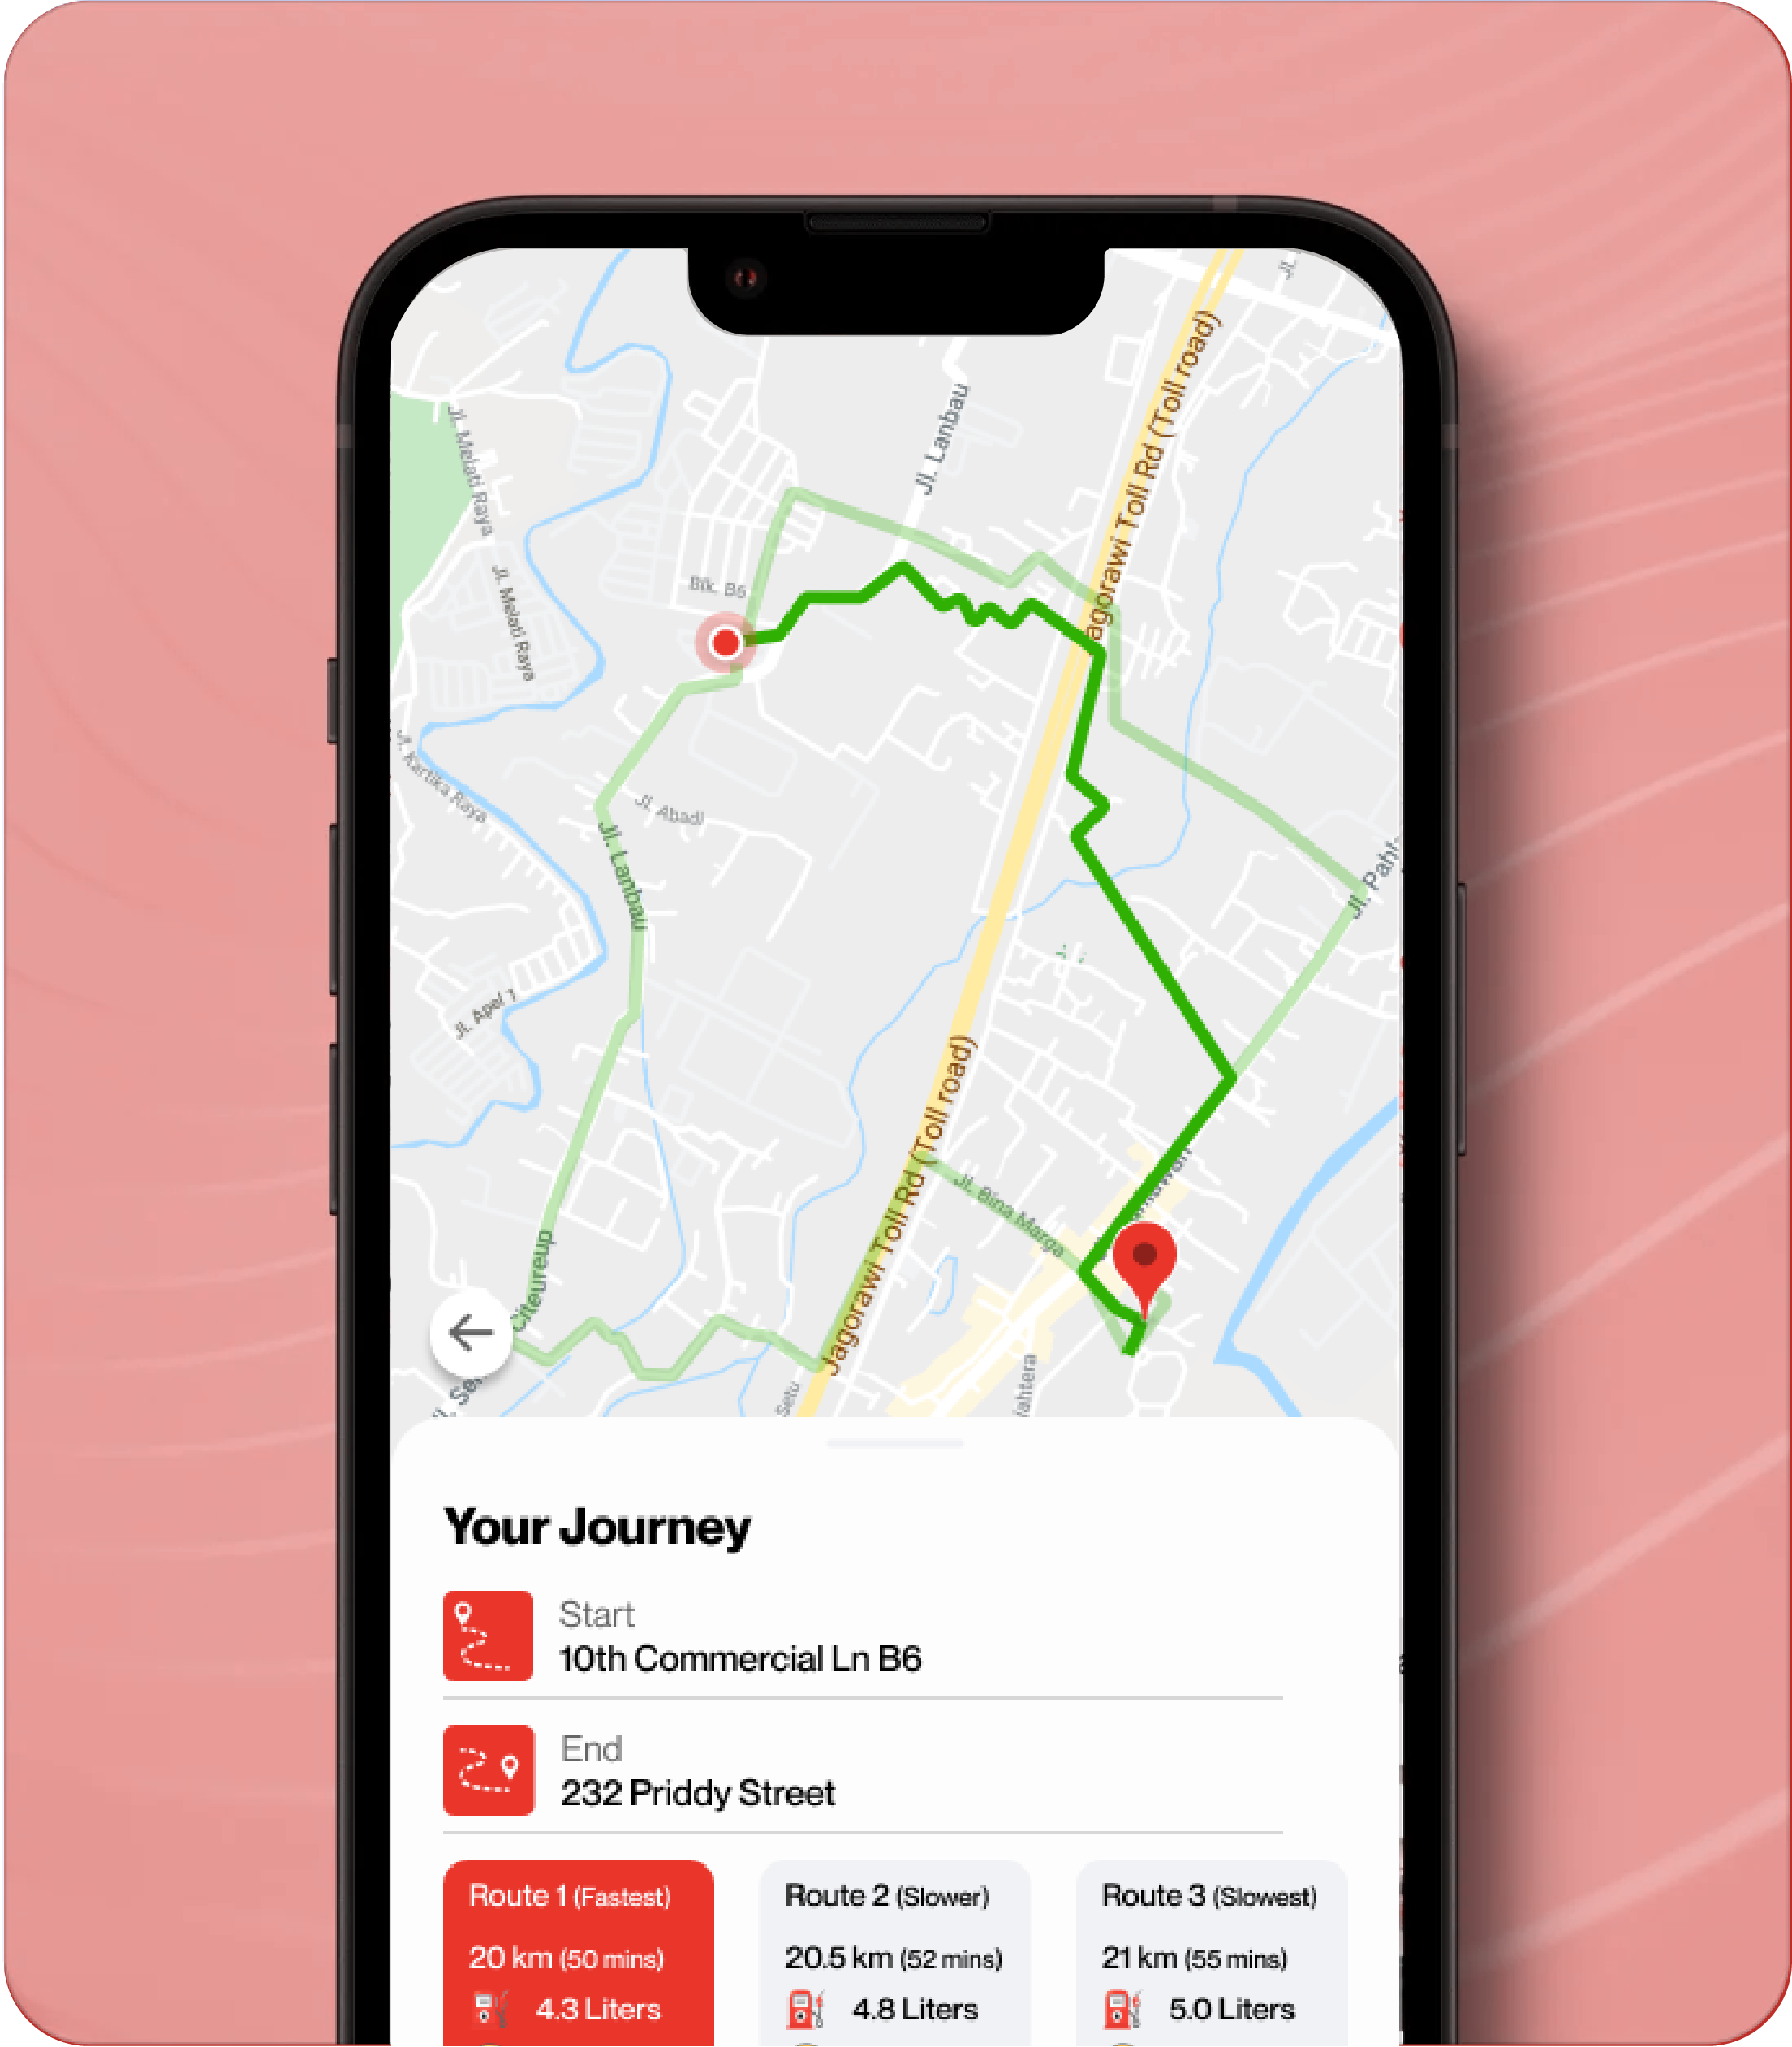 Jl.
Jagorawi Toll Rd (Toll road)
Jl. Lanbau
Jl. Melati Raya
Blk. B6
Jl. Melati Raya
Jl. Kartika Raya
Jl. Abadi
Jl. Lanbau
Jl.
Jl. Apel 1
Jagorawi Toll Rd (Toll road)
Jl. Bina Marga
Citeureup
Setu
Your Journey
Start
10th Commercial Ln B6
End
232 Priddy Street
Route 1 (Fastest)
20 km (50 mins)
4.3 Liters
Route 2 (Slower)
20.5 km (52 mins)
4.8 Liters
Route 3 (Slowest)
21 km (55 mins)
5.0 Liters